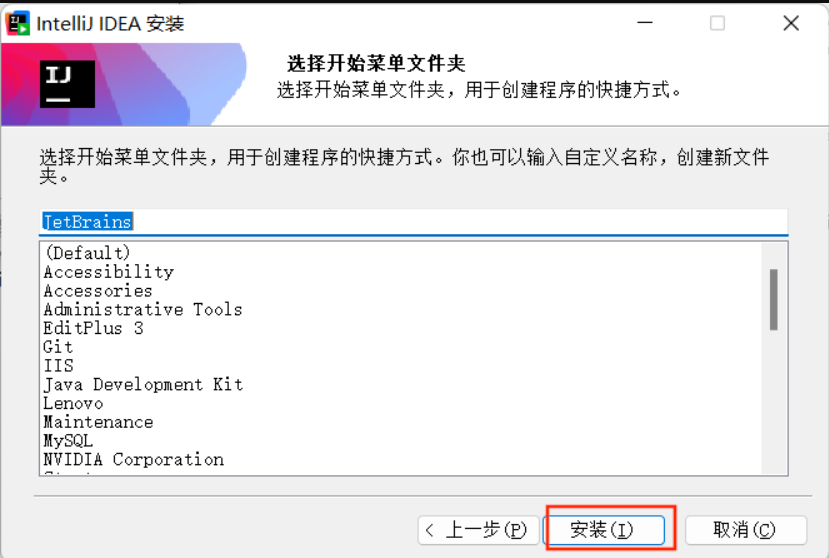 IntelliJ IDEA 安装
IJ
选择开始菜单文件夹
选择开始菜单文件夹，用于创建程序的快捷方式。
选择开始菜单文件夹，用于创建程序的快捷方式。你也可以输入自定义名称，创建新文件
夹。
JetBrains
(Default)
Accessibility
Accessories
Administrative Tools
EditPlus 3
Git
IIS
Java Development Kit
Lenovo
Maintenance
MySQL
NVIDIA Corporation
< 上一步(P) 安装(I) 取消(C)